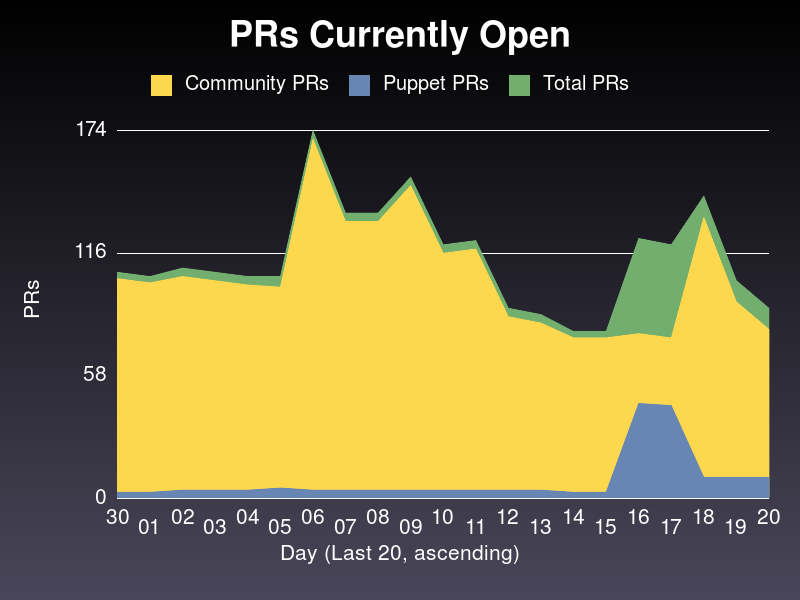 PRs Currently Open
Community PRs Puppet PRs Total PRs
174
116
58
0
PRs
30 01 02 03 04 05 06 07 08 09 10 11 12 13 14 15 16 17 18 19 20
Day (Last 20, ascending)